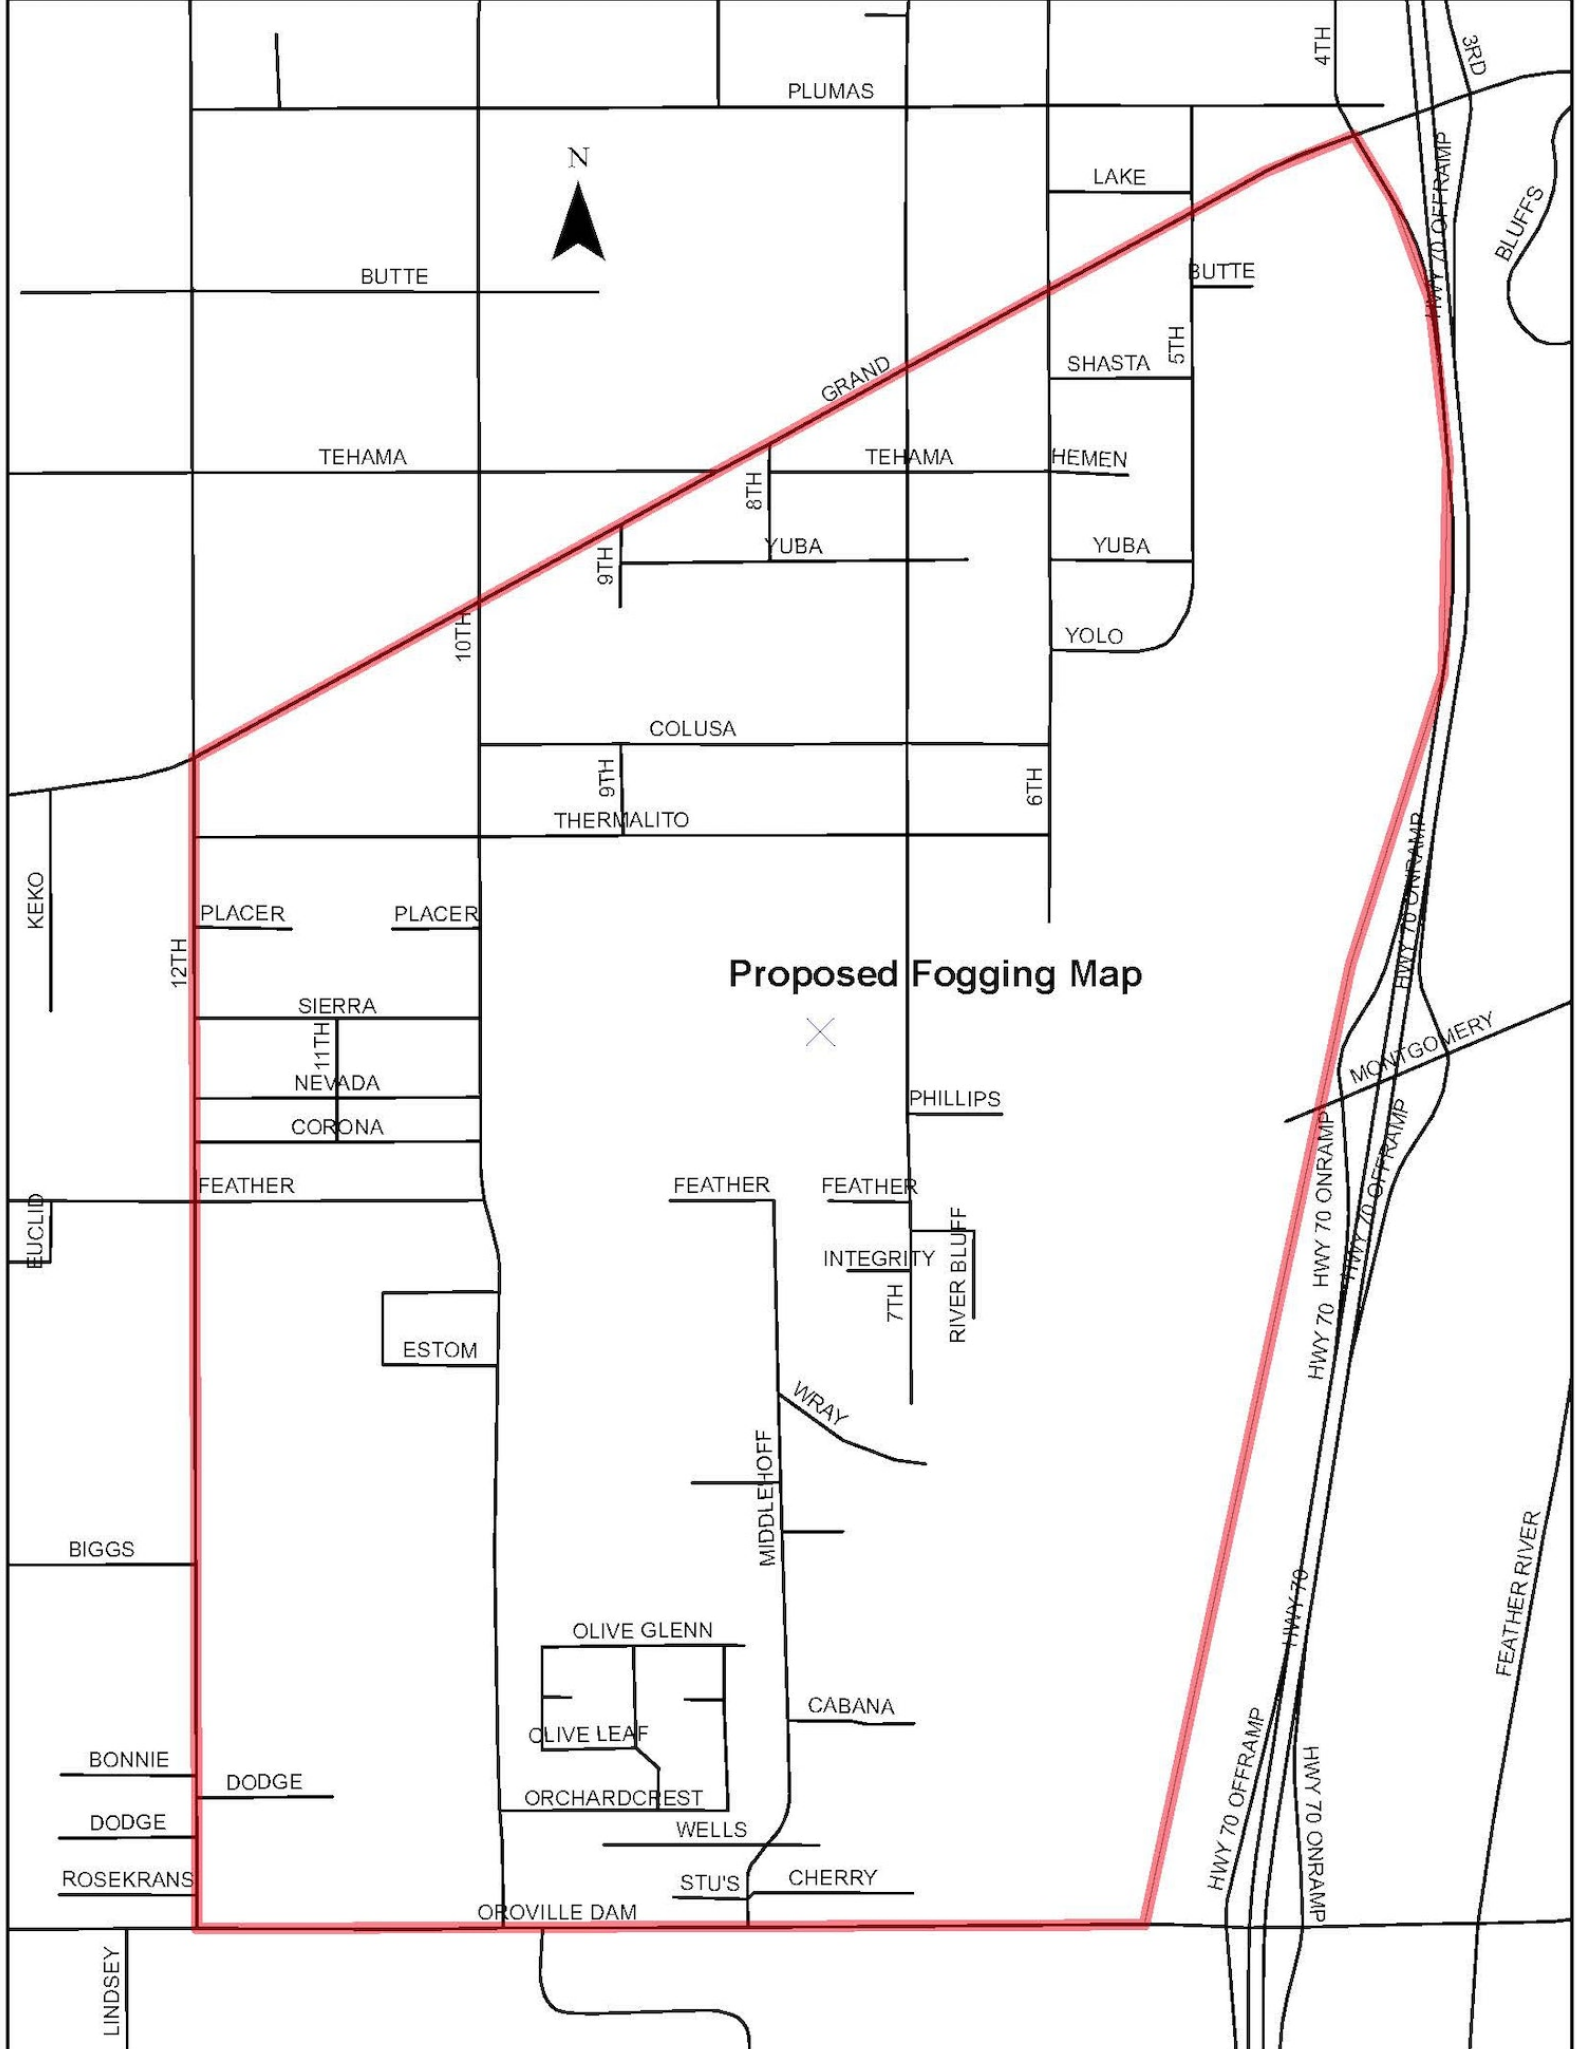 4TH
3RD
PLUMAS
HWY 70 OFFRAMP
N
LAKE
BLUFFS
BUTTE
BUTTE
5TH
SHASTA
GRAND
TEHAMA
TEHAMA
HEMEN
8TH
YUBA
YUBA
9TH
10TH
YOLO
COLUSA
9TH
6TH
THERMALITO
HWY 70 ONRAMP
KEKO
PLACER
PLACER
12TH
Proposed Fogging Map
SIERRA
11TH
MONTGOMERY
NEVADA
PHILLIPS
CORONA
HWY 70 OFFRAMP
HWY 70 ONRAMP
FEATHER
FEATHER
FEATHER
EUCLID
RIVER BLUFF
INTEGRITY
7TH
HWY 70
ESTOM
WRAY
MIDDLEHOFF
BIGGS
FEATHER RIVER
HWY 70
OLIVE GLENN
CABANA
OLIVE LEAF
HWY 70 OFFRAMP
HWY 70 ONRAMP
BONNIE
DODGE
ORCHARDCREST
DODGE
WELLS
ROSEKRANS
STU'S
CHERRY
OROVILLE DAM
LINDSEY